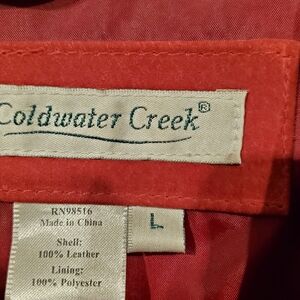 Coldwater Creek®
RN98516
Made in China
L
Shell:
100% Leather
Lining:
100% Polyester